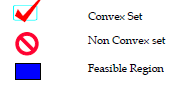 Convex Set
Non Convex set
Feasible Region